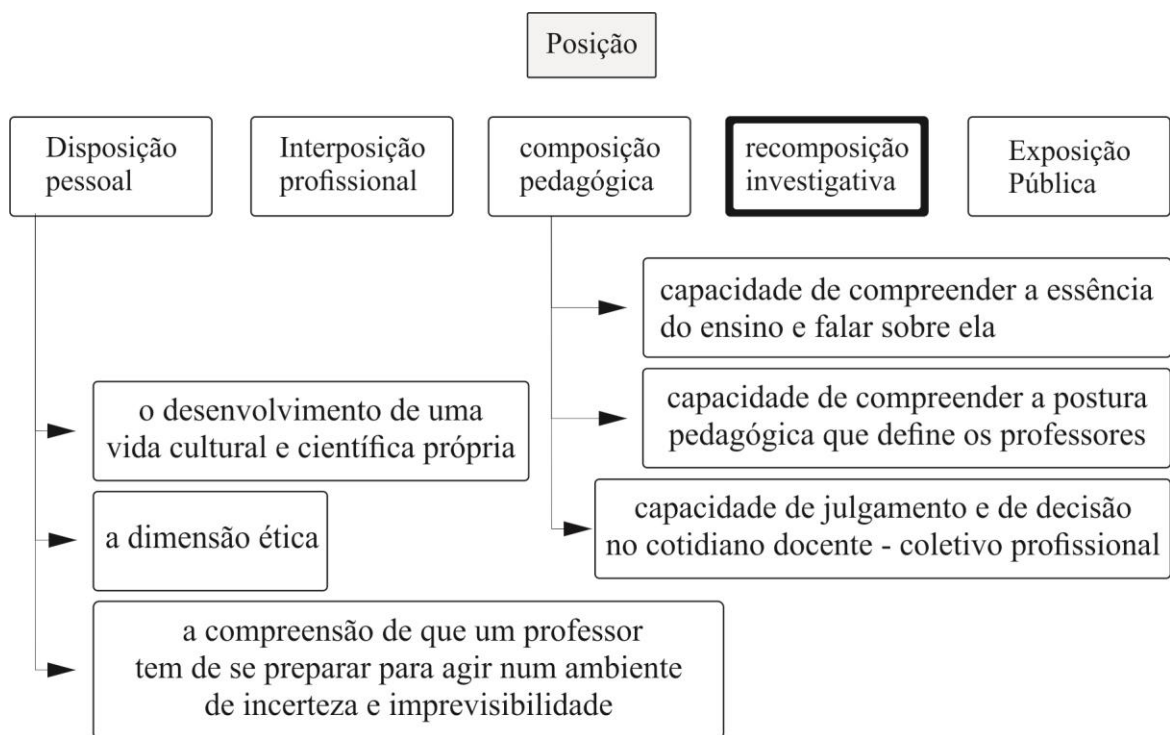 Posição
Disposição
pessoal
Interposição
profissional
composição
pedagógica
recomposição
investigativa
Exposição
Pública
capacidade de compreender a essência
do ensino e falar sobre ela
capacidade de compreender a postura
pedagógica que define os professores
capacidade de julgamento e de decisão
no cotidiano docente - coletivo profissional
o desenvolvimento de uma
vida cultural e científica própria
a dimensão ética
a compreensão de que um professor
tem de se preparar para agir num ambiente
de incerteza e imprevisibilidade